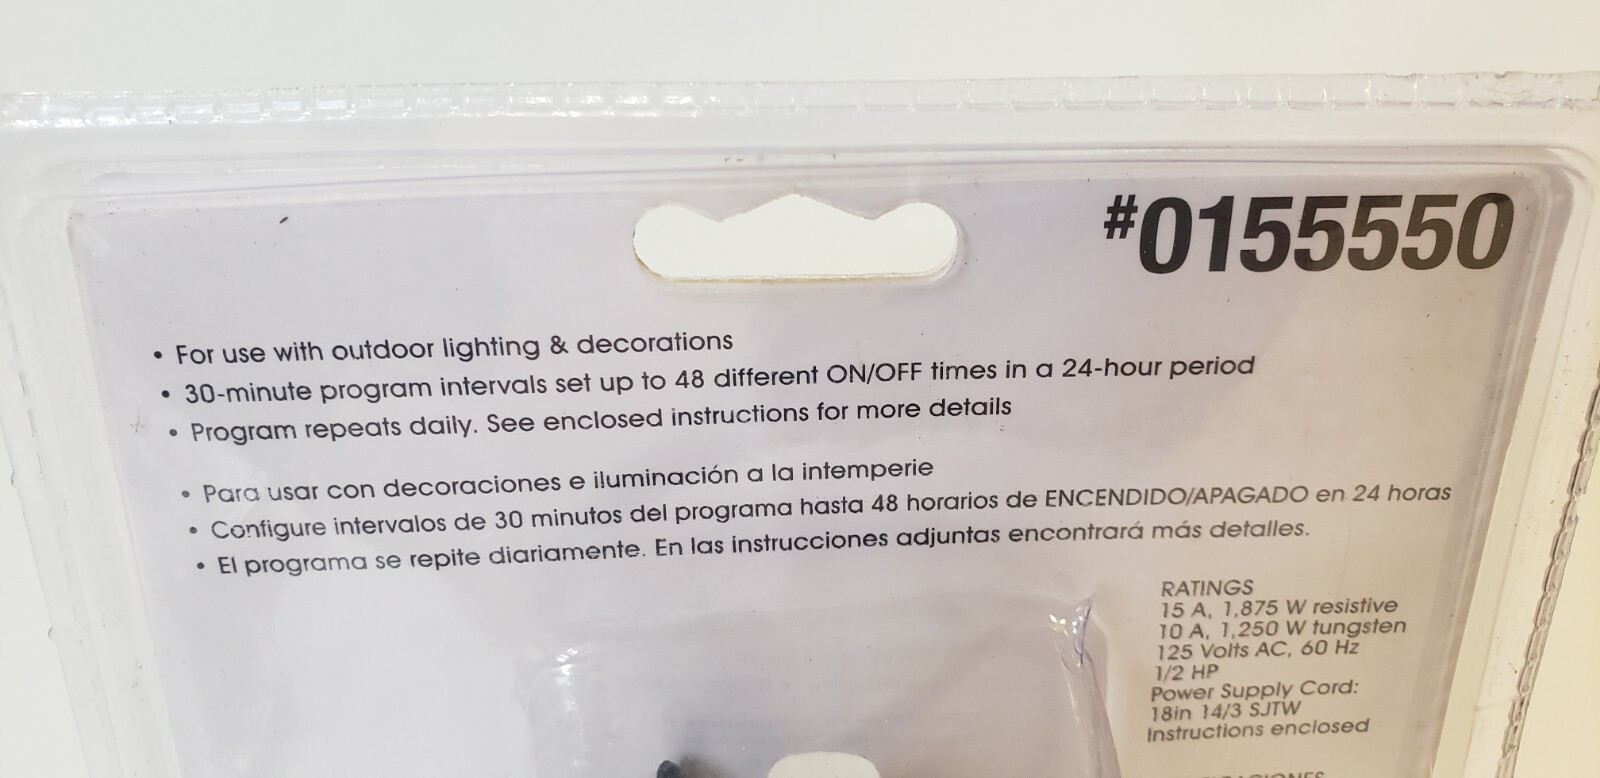 #0155550
• For use with outdoor lighting & decorations
• 30-minute program intervals set up to 48 different ON/OFF times in a 24-hour period
• Program repeats daily. See enclosed instructions for more details
• Para usar con decoraciones e iluminación a la intemperie
• Configure intervalos de 30 minutos del programa hasta 48 horarios de ENCENDIDO/APAGADO en 24 horas
• El programa se repite diariamente. En las instrucciones adjuntas encontrará más detalles.
RATINGS
15 A, 1,875 W resistive
10 A, 1,250 W tungsten
125 Volts AC, 60 Hz
1/2 HP
Power Supply Cord:
18in 14/3 SJTW
Instructions enclosed